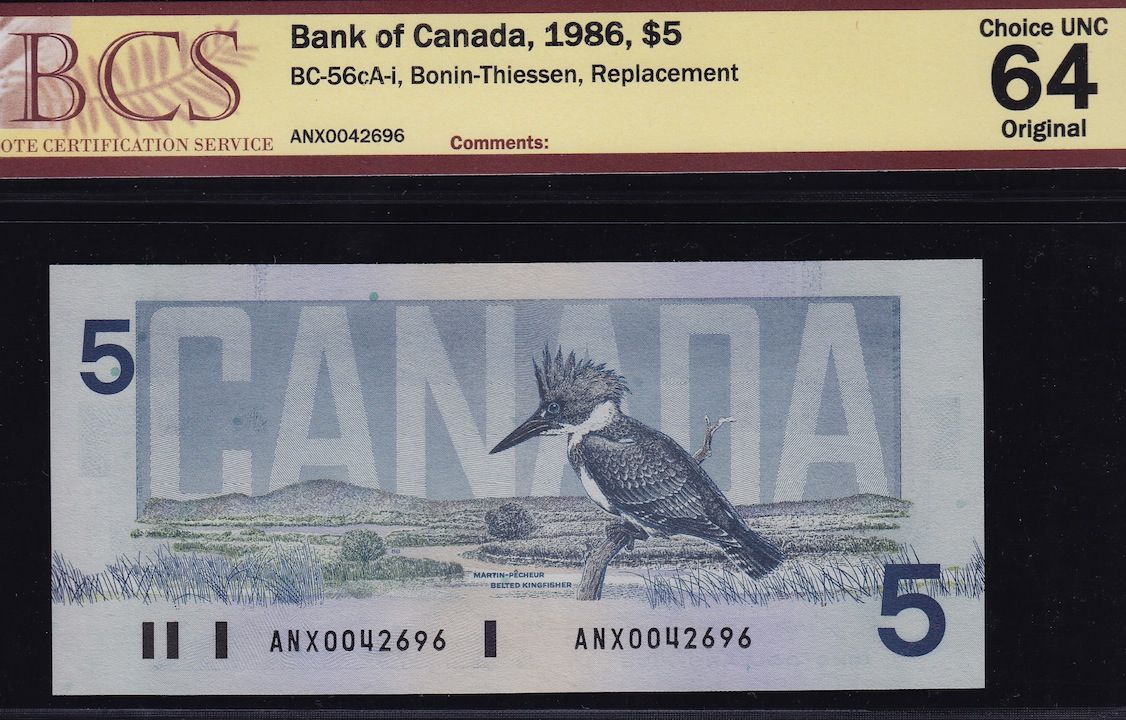 BCS
OTE CERTIFICATION SERVICE
Bank of Canada, 1986, $5
BC-56cA-i, Bonin-Thiessen, Replacement
ANX0042696
Comments:
Choice UNC
64
Original
5
CANADA
MARTIN-PÊCHEUR
BELTED KINGFISHER
ANX0042696
ANX0042696
5